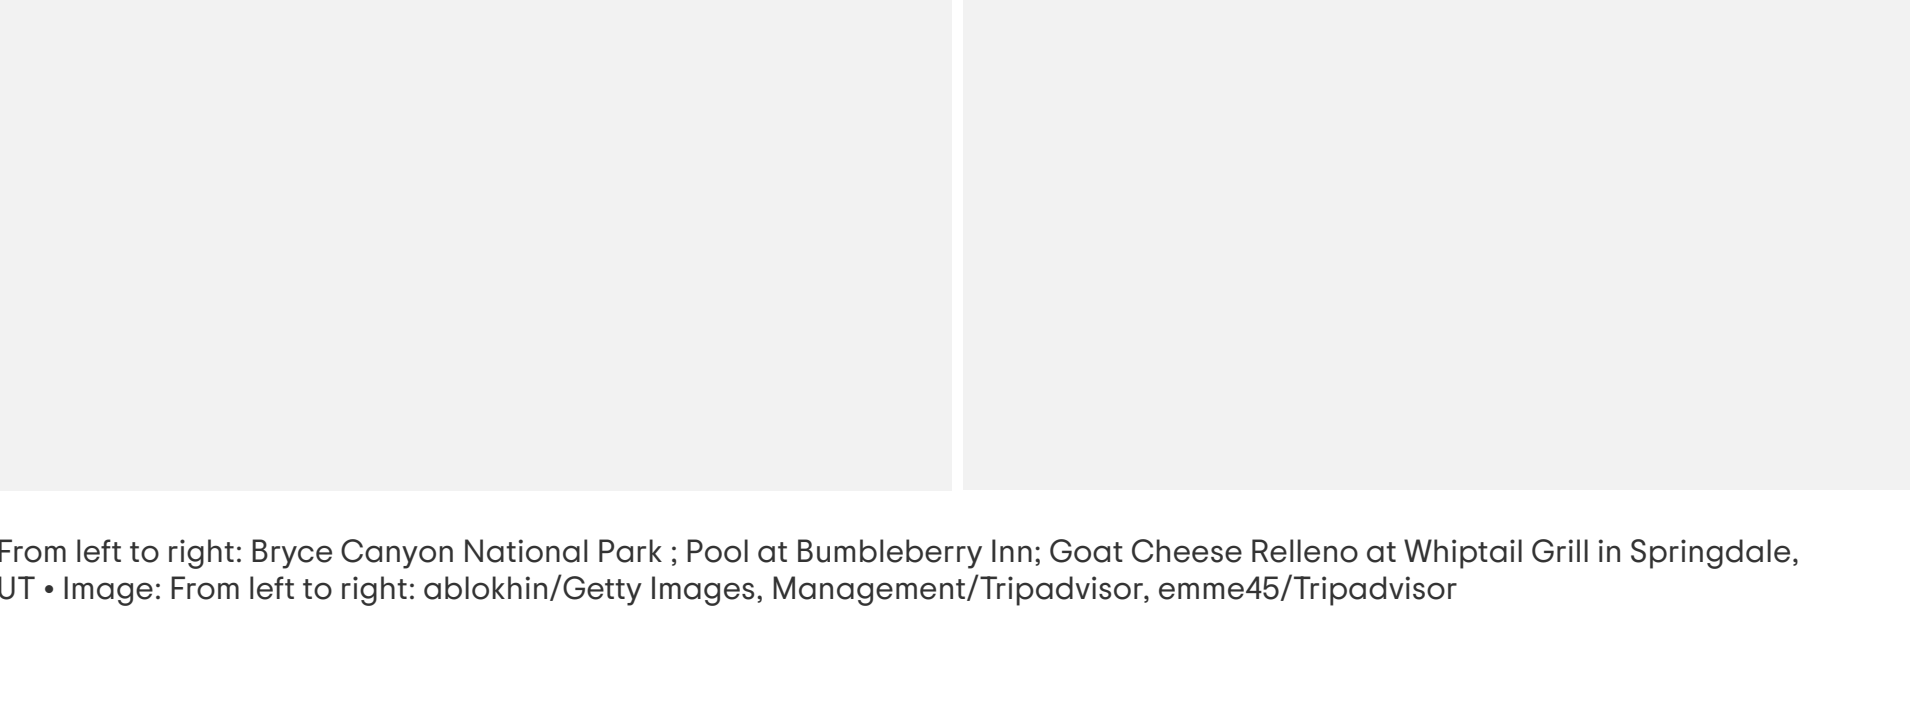 From left to right: Bryce Canyon National Park ; Pool at Bumbleberry Inn; Goat Cheese Relleno at Whiptail Grill in Springdale,
UT • Image: From left to right: ablokhin/Getty Images, Management/Tripadvisor, emme45/Tripadvisor